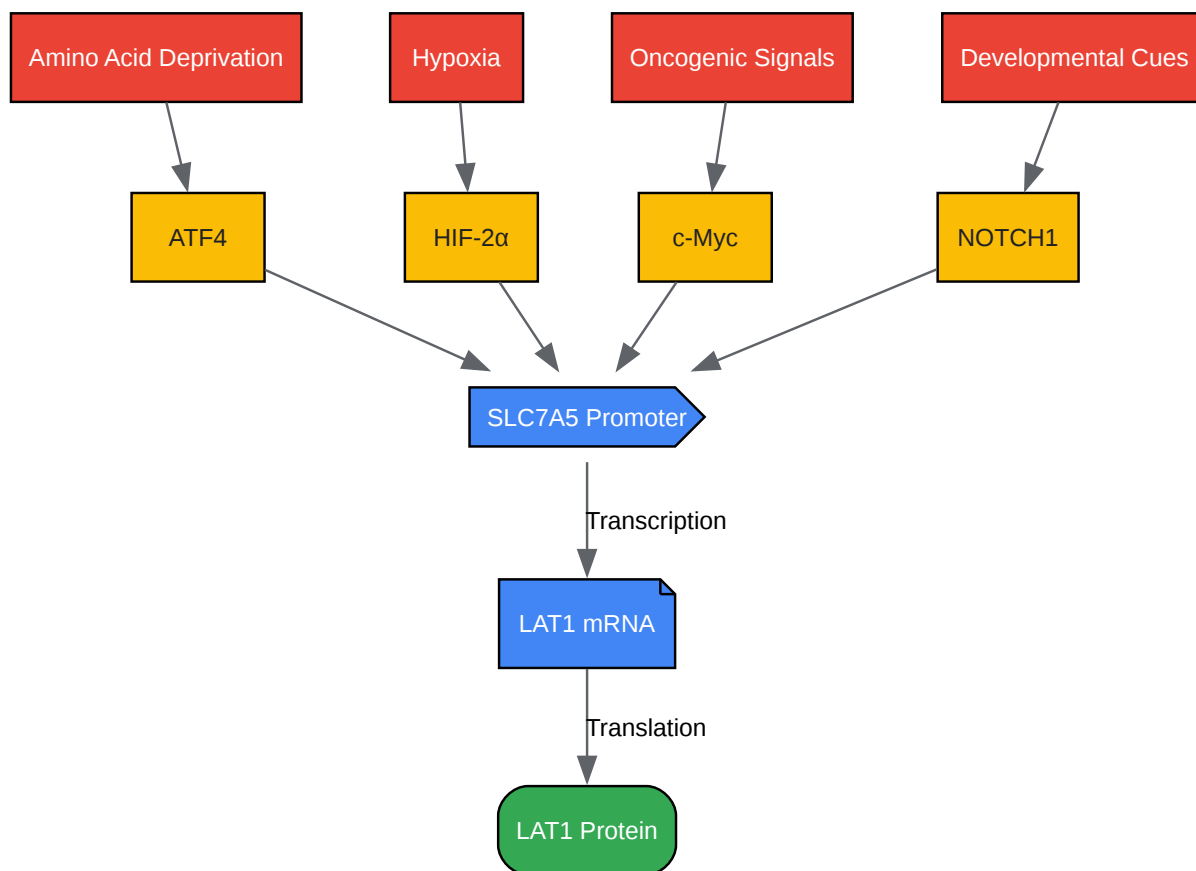 Amino Acid Deprivation
Hypoxia
Oncogenic Signals
Developmental Cues
ATF4
HIF-2α
c-Myc
NOTCH1
SLC7A5 Promoter
Transcription
LAT1 mRNA
Translation
LAT1 Protein